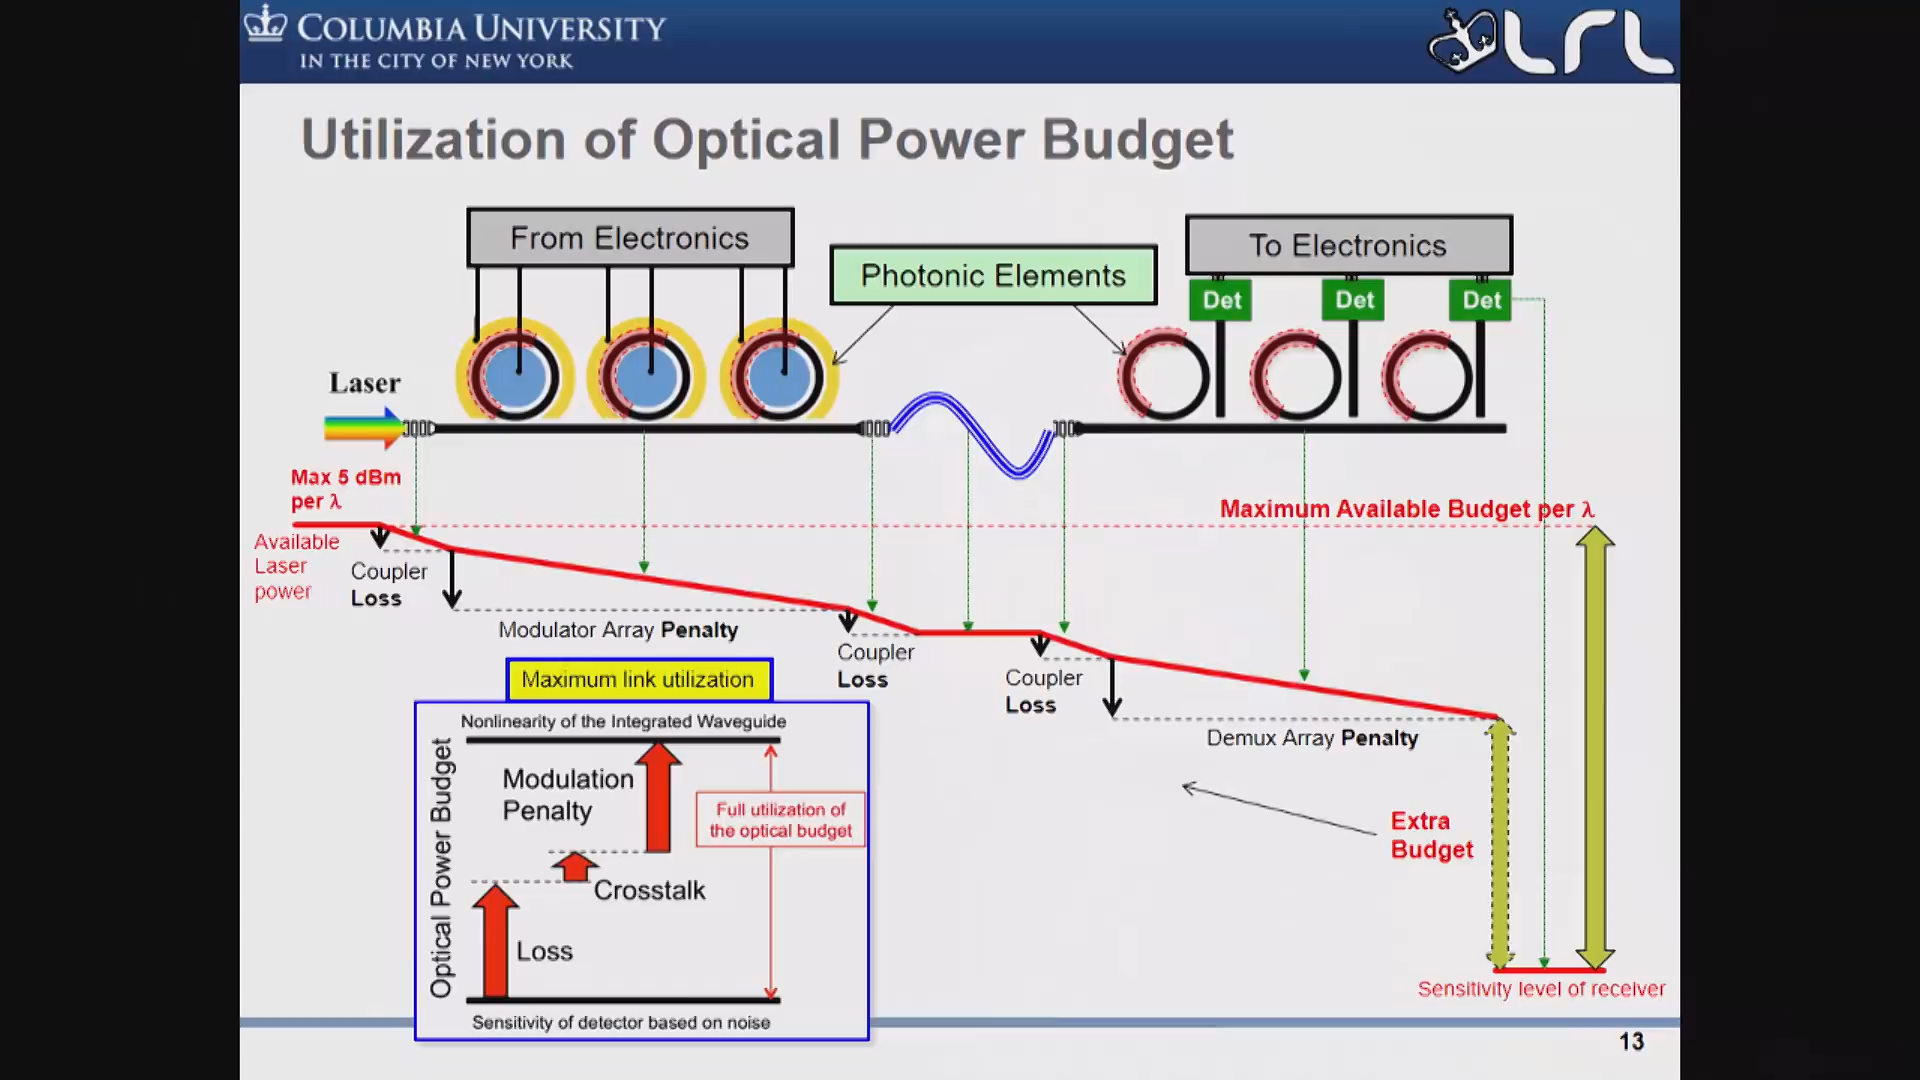 COLUMBIA UNIVERSITY
IN THE CITY OF NEW YORK
LRL
Utilization of Optical Power Budget
From Electronics
Photonic Elements
To Electronics
Det
Det
Det
Laser
Max 5 dBm
per λ
Maximum Available Budget per λ
Available
Laser
power
Coupler
Loss
Modulator Array Penalty
Coupler
Loss
Coupler
Loss
Demux Array Penalty
Extra
Budget
Sensitivity level of receiver
Maximum link utilization
Nonlinearity of the Integrated Waveguide
Optical Power Budget
Modulation
Penalty
Full utilization of
the optical budget
Crosstalk
Loss
Sensitivity of detector based on noise
13